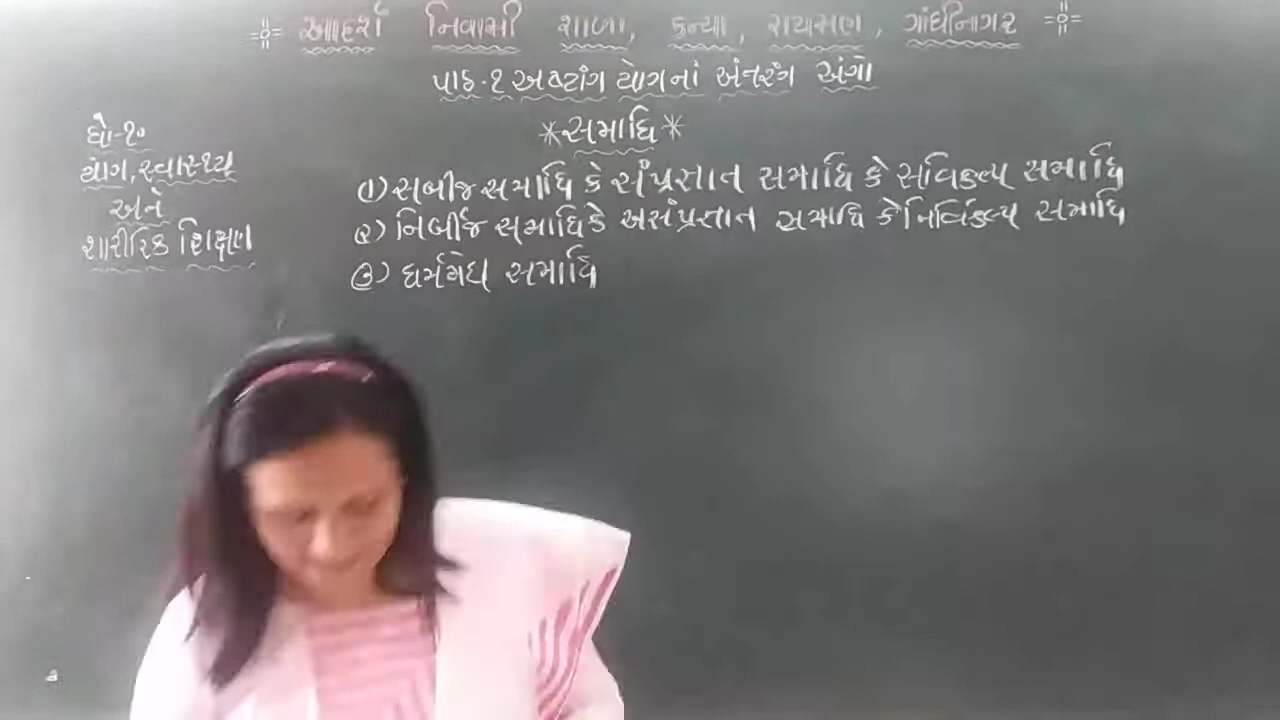 આદર્શ નિવાસી શાળા, કન્યા, રાયસણ, ગાંધીનગર
પાઠ-૧ અષ્ટાંગ યોગનાં અંતરંગ અંગો
*સમાધિ*
ધો-૧૦
યોગ, સ્વાસ્થ્ય
અને
શારીરિક શિક્ષણ
(૧) સબીજ સમાધિ કે સંપ્રજ્ઞાત સમાધિ કે સવિકલ્પ સમાધિ
(૨) નિર્બીજ સમાધિ કે અસંપ્રજ્ઞાત સમાધિ કે નિર્વિકલ્પ સમાધિ
(૩) ધર્મમેઘ સમાધિ